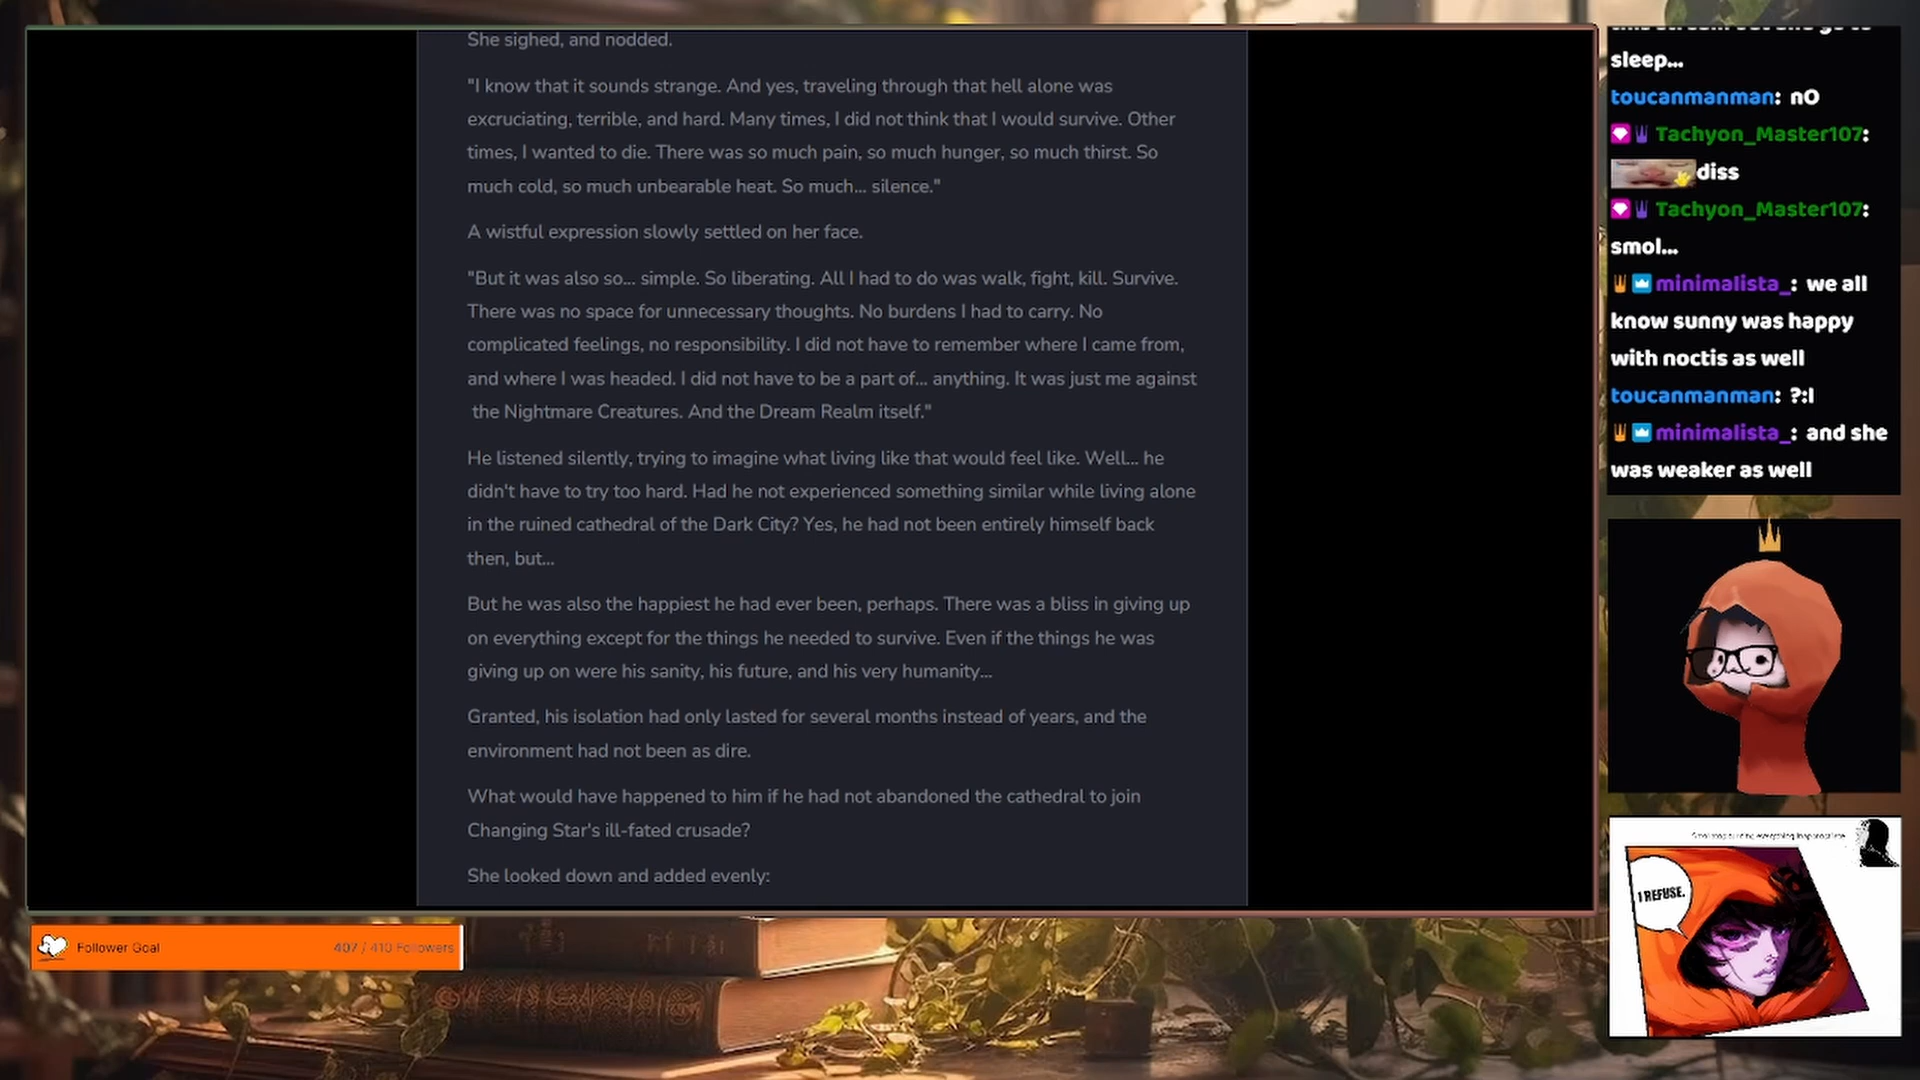 She sighed, and nodded.
"I know that it sounds strange. And yes, traveling through that hell alone was
excruciating, terrible, and hard. Many times, I did not think that I would survive. Other
times, I wanted to die. There was so much pain, so much hunger, so much thirst. So
much cold, so much unbearable heat. So much... silence."
A wistful expression slowly settled on her face.
"But it was also so... simple. So liberating. All I had to do was walk, fight, kill. Survive.
There was no space for unnecessary thoughts. No burdens I had to carry. No
complicated feelings, no responsibility. I did not have to remember where I came from,
and where I was headed. I did not have to be a part of... anything. It was just me against
the Nightmare Creatures. And the Dream Realm itself."
He listened silently, trying to imagine what living like that would feel like. Well... he
didn't have to try too hard. Had he not experienced something similar while living alone
in the ruined cathedral of the Dark City? Yes, he had not been entirely himself back
then, but...
But he was also the happiest he had ever been, perhaps. There was a bliss in giving up
on everything except for the things he needed to survive. Even if the things he was
giving up on were his sanity, his future, and his very humanity...
Granted, his isolation had only lasted for several months instead of years, and the
environment had not been as dire.
What would have happened to him if he had not abandoned the cathedral to join
Changing Star's ill-fated crusade?
She looked down and added evenly:
Follower Goal 407 / 410 Followers
sleep...
toucanmanman: nO
Tachyon_Master107:
diss
Tachyon_Master107:
smol...
minimalista_: we all
know sunny was happy
with noctis as well
toucanmanman: ?:I
minimalista_: and she
was weaker as well
I REFUSE.